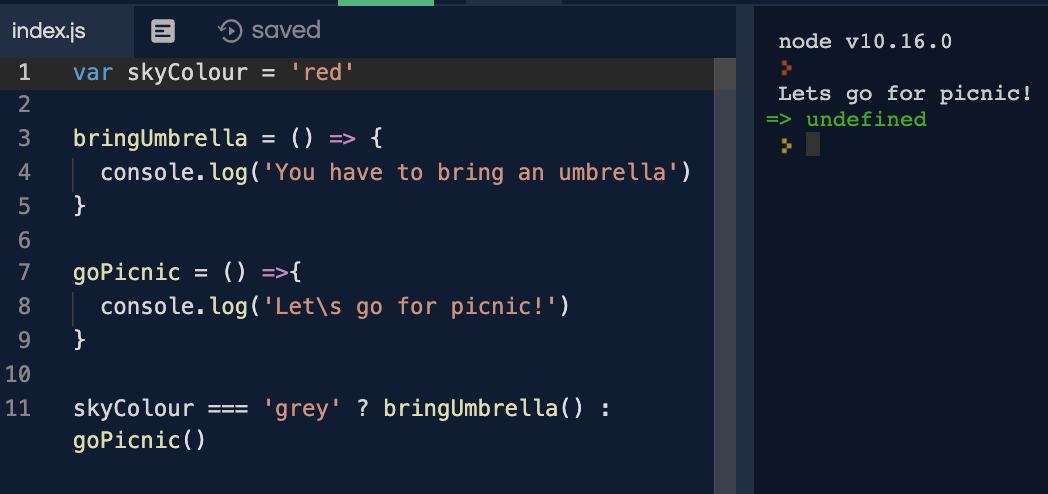 index.js saved
1 var skyColour = 'red'
2
3 bringUmbrella = () => {
4 console.log('You have to bring an umbrella')
5 }
6
7 goPicnic = () =>{
8 console.log('Let\s go for picnic!')
9 }
10
11 skyColour === 'grey' ? bringUmbrella() :
goPicnic()
node v10.16.0
Lets go for picnic!
=> undefined